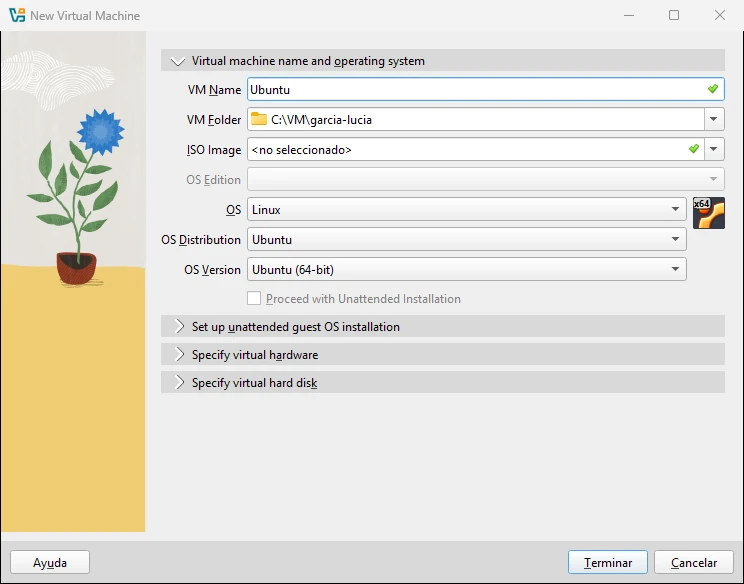 New Virtual Machine
Virtual machine name and operating system
VM Name Ubuntu
VM Folder C:\VM\garcia-lucia
ISO Image <no seleccionado>
OS Edition
OS Linux x64
OS Distribution Ubuntu
OS Version Ubuntu (64-bit)
Proceed with Unattended Installation
Set up unattended guest OS installation
Specify virtual hardware
Specify virtual hard disk
Ayuda Terminar Cancelar